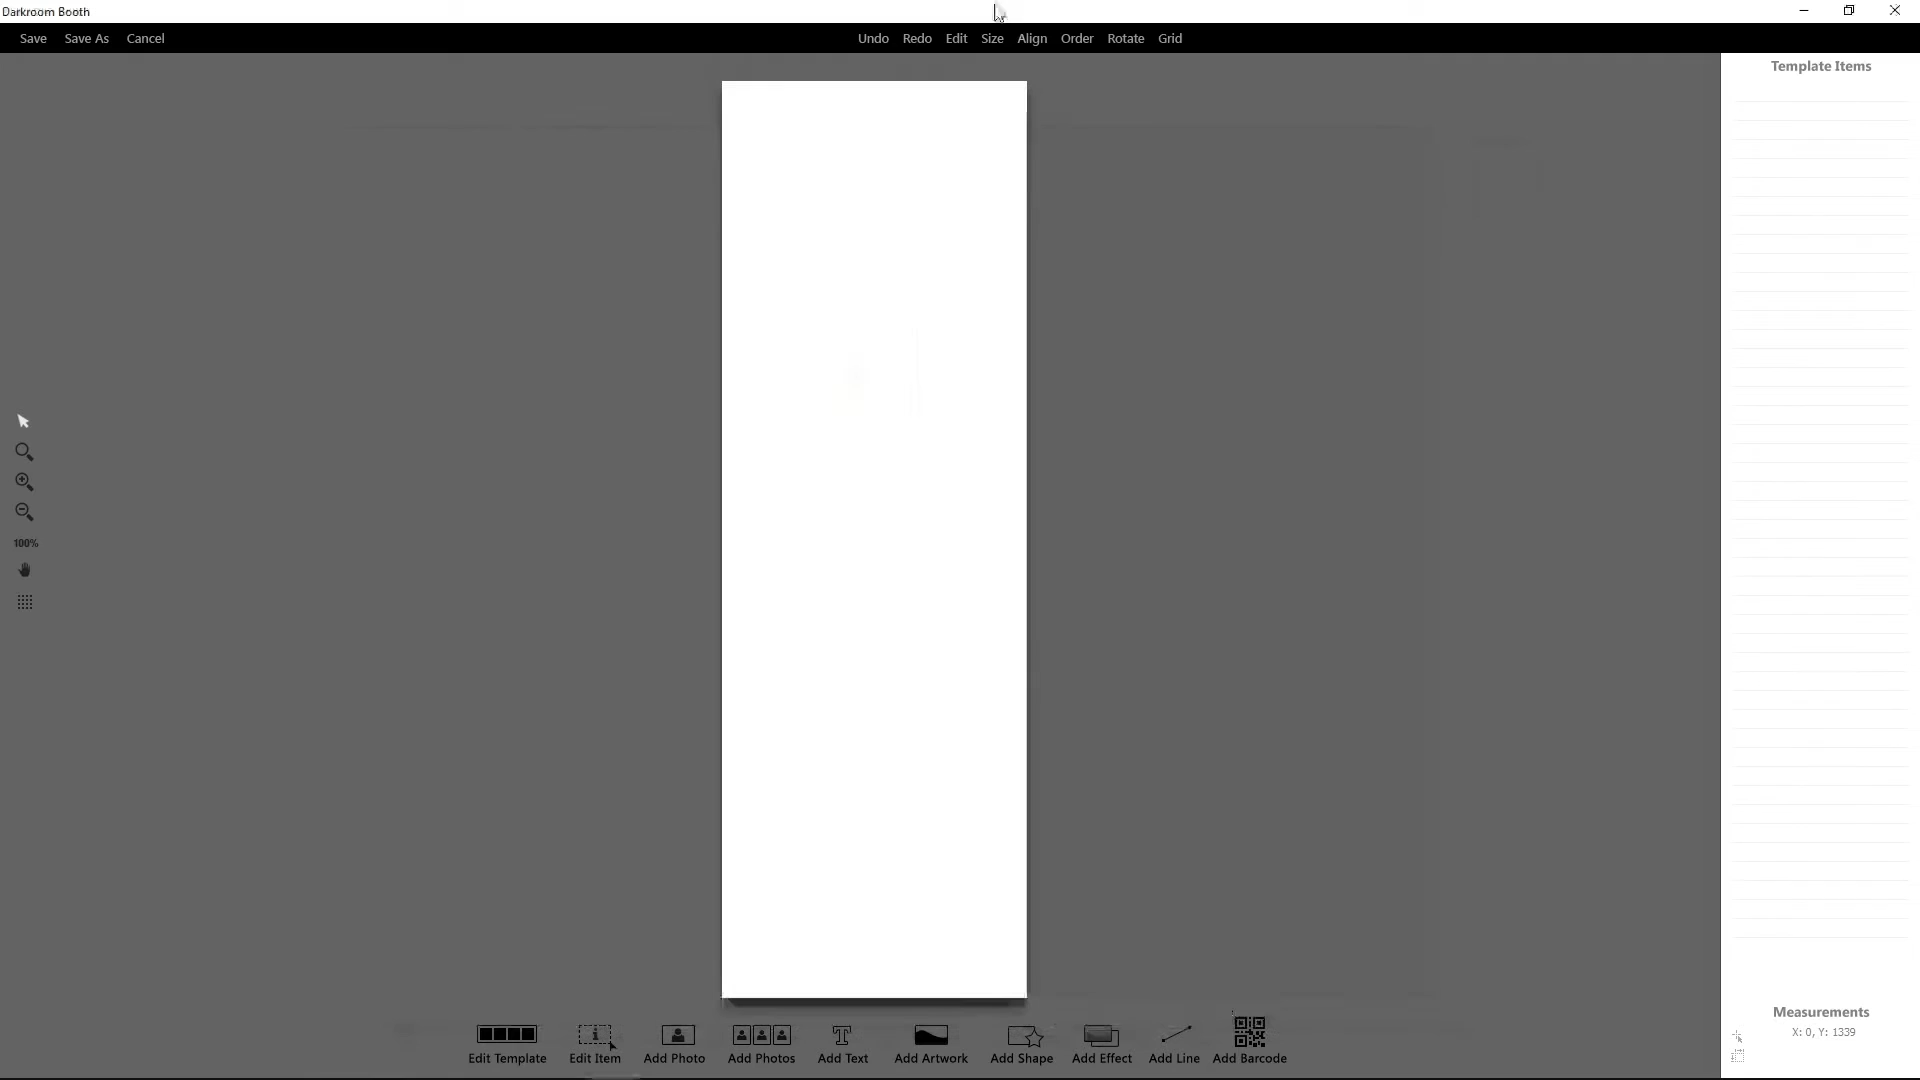 Darkroom Booth
Save Save As Cancel Undo Redo Edit Size Align Order Rotate Grid
Template Items
100%
Edit Template Edit Item Add Photo Add Photos Add Text Add Artwork Add Shape Add Effect Add Line Add Barcode
Measurements
X: 0, Y: 1339